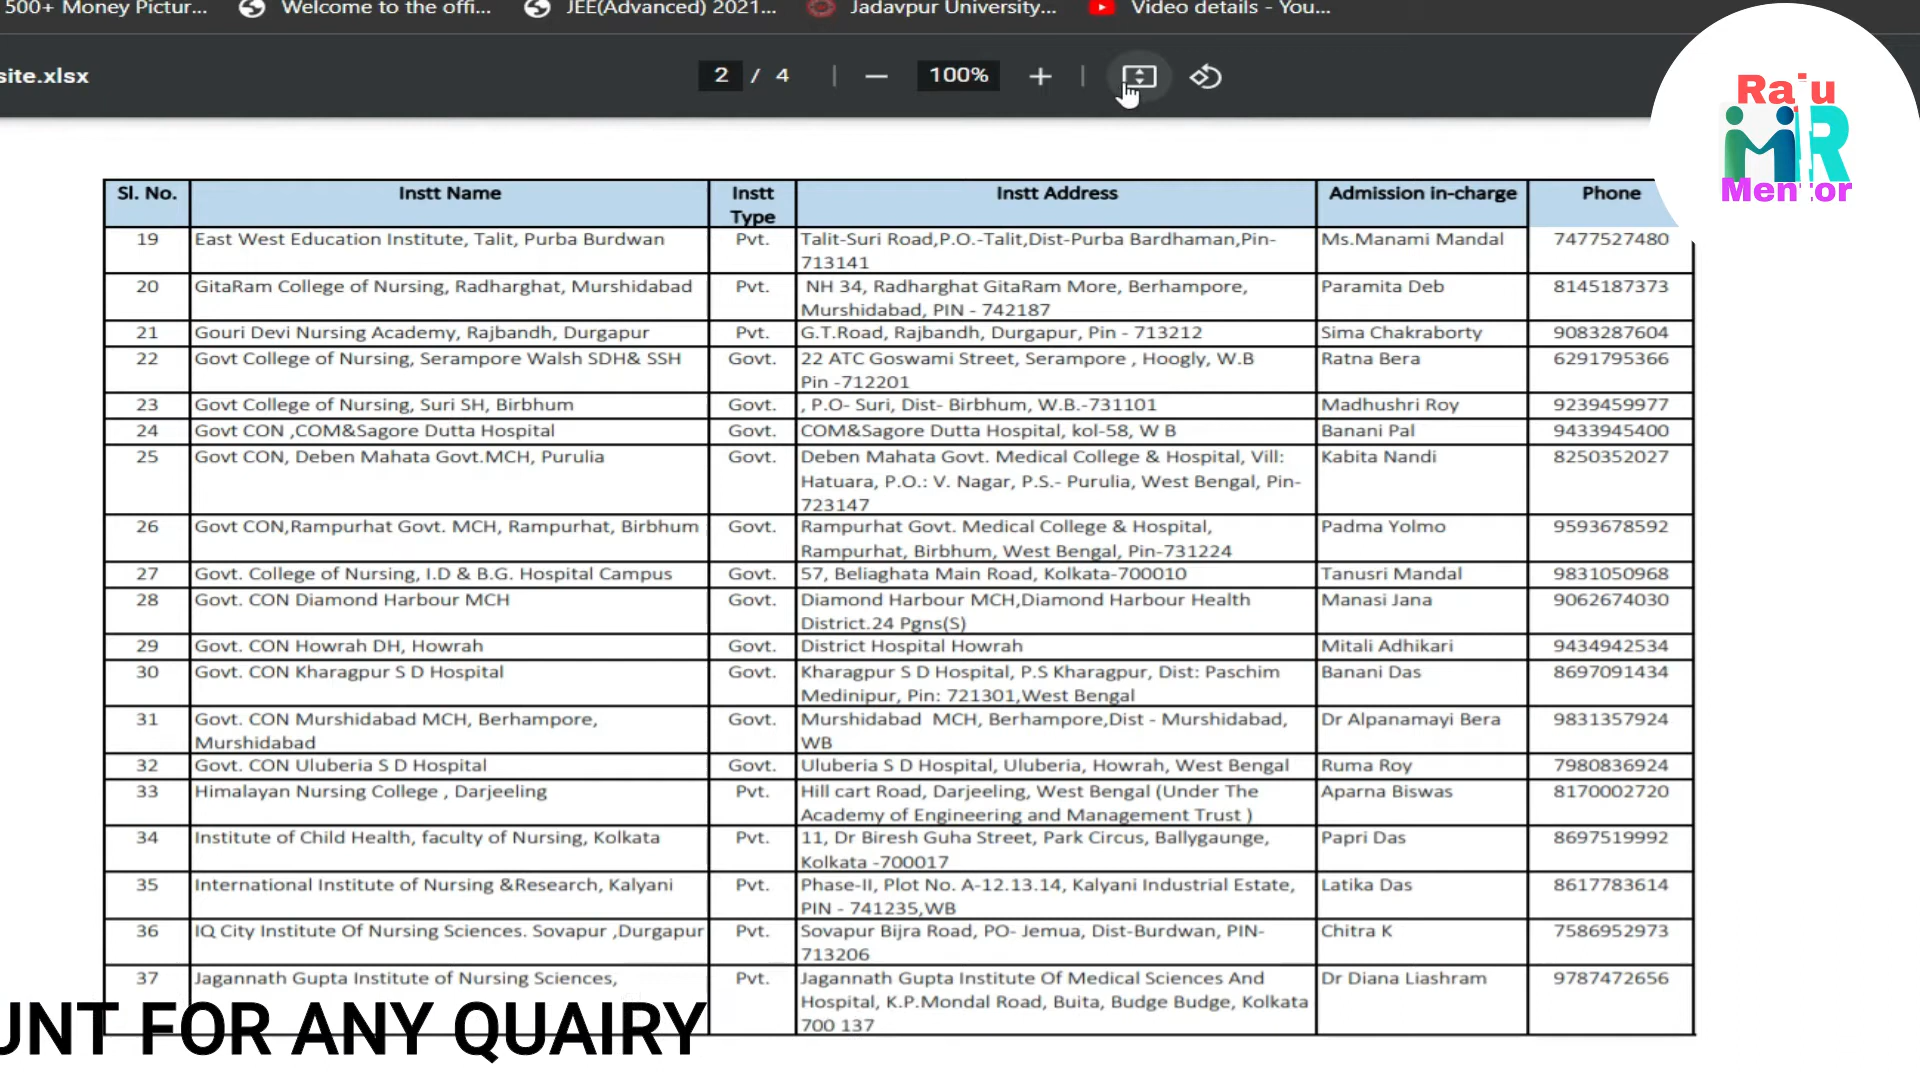 500+ Money Pictur... Welcome to the offi... JEE(Advanced) 2021... Jadavpur University... Video details - You...
site.xlsx 2 / 4 100%
Raju
MR
Mentor
Sl. No. Instt Name Instt Type Instt Address Admission in-charge Phone
19 East West Education Institute, Talit, Purba Burdwan Pvt. Talit-Suri Road,P.O.-Talit,Dist-Purba Bardhaman,Pin- Ms.Manami Mandal 7477527480
713141
20 GitaRam College of Nursing, Radharghat, Murshidabad Pvt. NH 34, Radharghat GitaRam More, Berhampore, Paramita Deb 8145187373
Murshidabad, PIN - 742187
21 Gouri Devi Nursing Academy, Rajbandh, Durgapur Pvt. G.T.Road, Rajbandh, Durgapur, Pin - 713212 Sima Chakraborty 9083287604
22 Govt College of Nursing, Serampore Walsh SDH& SSH Govt. 22 ATC Goswami Street, Serampore , Hoogly, W.B Ratna Bera 6291795366
Pin -712201
23 Govt College of Nursing, Suri SH, Birbhum Govt. , P.O- Suri, Dist- Birbhum, W.B.-731101 Madhushri Roy 9239459977
24 Govt CON ,COM&Sagore Dutta Hospital Govt. COM&Sagore Dutta Hospital, kol-58, W B Banani Pal 9433945400
25 Govt CON, Deben Mahata Govt.MCH, Purulia Govt. Deben Mahata Govt. Medical College & Hospital, Vill: Kabita Nandi 8250352027
Hatuara, P.O.: V. Nagar, P.S.- Purulia, West Bengal, Pin-
723147
26 Govt CON,Rampurhat Govt. MCH, Rampurhat, Birbhum Govt. Rampurhat Govt. Medical College & Hospital, Padma Yolmo 9593678592
Rampurhat, Birbhum, West Bengal, Pin-731224
27 Govt. College of Nursing, I.D & B.G. Hospital Campus Govt. 57, Beliaghata Main Road, Kolkata-700010 Tanusri Mandal 9831050968
28 Govt. CON Diamond Harbour MCH Govt. Diamond Harbour MCH,Diamond Harbour Health Manasi Jana 9062674030
District.24 Pgns(S)
29 Govt. CON Howrah DH, Howrah Govt. District Hospital Howrah Mitali Adhikari 9434942534
30 Govt. CON Kharagpur S D Hospital Govt. Kharagpur S D Hospital, P.S Kharagpur, Dist: Paschim Banani Das 8697091434
Medinipur, Pin: 721301,West Bengal
31 Govt. CON Murshidabad MCH, Berhampore, Govt. Murshidabad MCH, Berhampore,Dist - Murshidabad, Dr Alpanamayi Bera 9831357924
Murshidabad WB
32 Govt. CON Uluberia S D Hospital Govt. Uluberia S D Hospital, Uluberia, Howrah, West Bengal Ruma Roy 7980836924
33 Himalayan Nursing College , Darjeeling Pvt. Hill cart Road, Darjeeling, West Bengal (Under The Aparna Biswas 8170002720
Academy of Engineering and Management Trust )
34 Institute of Child Health, faculty of Nursing, Kolkata Pvt. 11, Dr Biresh Guha Street, Park Circus, Ballygaunge, Papri Das 8697519992
Kolkata -700017
35 International Institute of Nursing &Research, Kalyani Pvt. Phase-II, Plot No. A-12.13.14, Kalyani Industrial Estate, Latika Das 8617783614
PIN - 741235,WB
36 IQ City Institute Of Nursing Sciences. Sovapur ,Durgapur Pvt. Sovapur Bijra Road, PO- Jemua, Dist-Burdwan, PIN- Chitra K 7586952973
713206
37 Jagannath Gupta Institute of Nursing Sciences, Pvt. Jagannath Gupta Institute Of Medical Sciences And Dr Diana Liashram 9787472656
Hospital, K.P.Mondal Road, Buita, Budge Budge, Kolkata
700 137
UNT FOR ANY QUAIRY